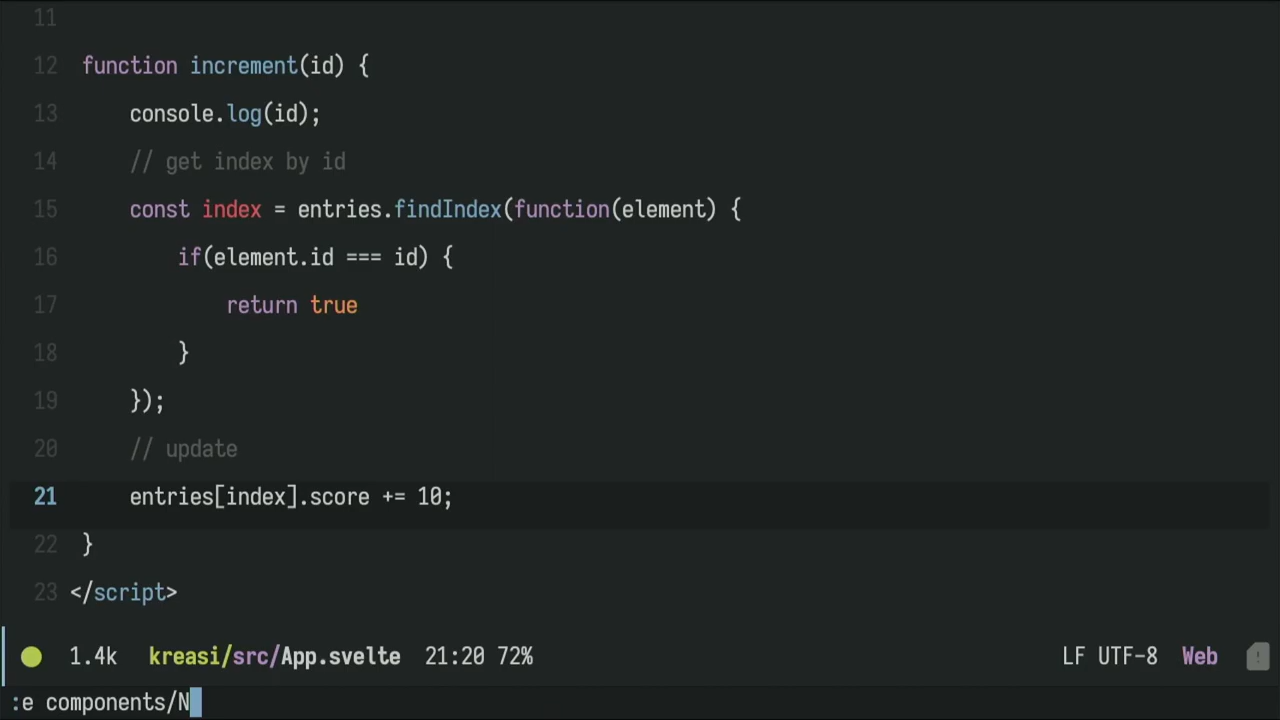 11
12 function increment(id) {
13 console.log(id);
14 // get index by id
15 const index = entries.findIndex(function(element) {
16 if(element.id === id) {
17 return true
18 }
19 });
20 // update
21 entries[index].score += 10;
22 }
23 </script>
1.4k kreasi/src/App.svelte 21:20 72% LF UTF-8 Web
:e components/N